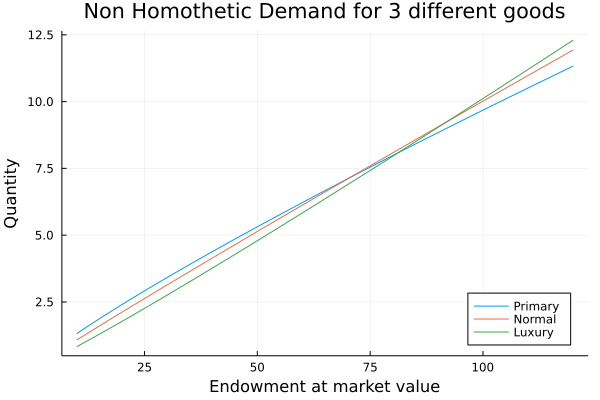 Non Homothetic Demand for 3 different goods
12.5
10.0
7.5
5.0
2.5
Quantity
25 50 75 100
Endowment at market value
Primary
Normal
Luxury